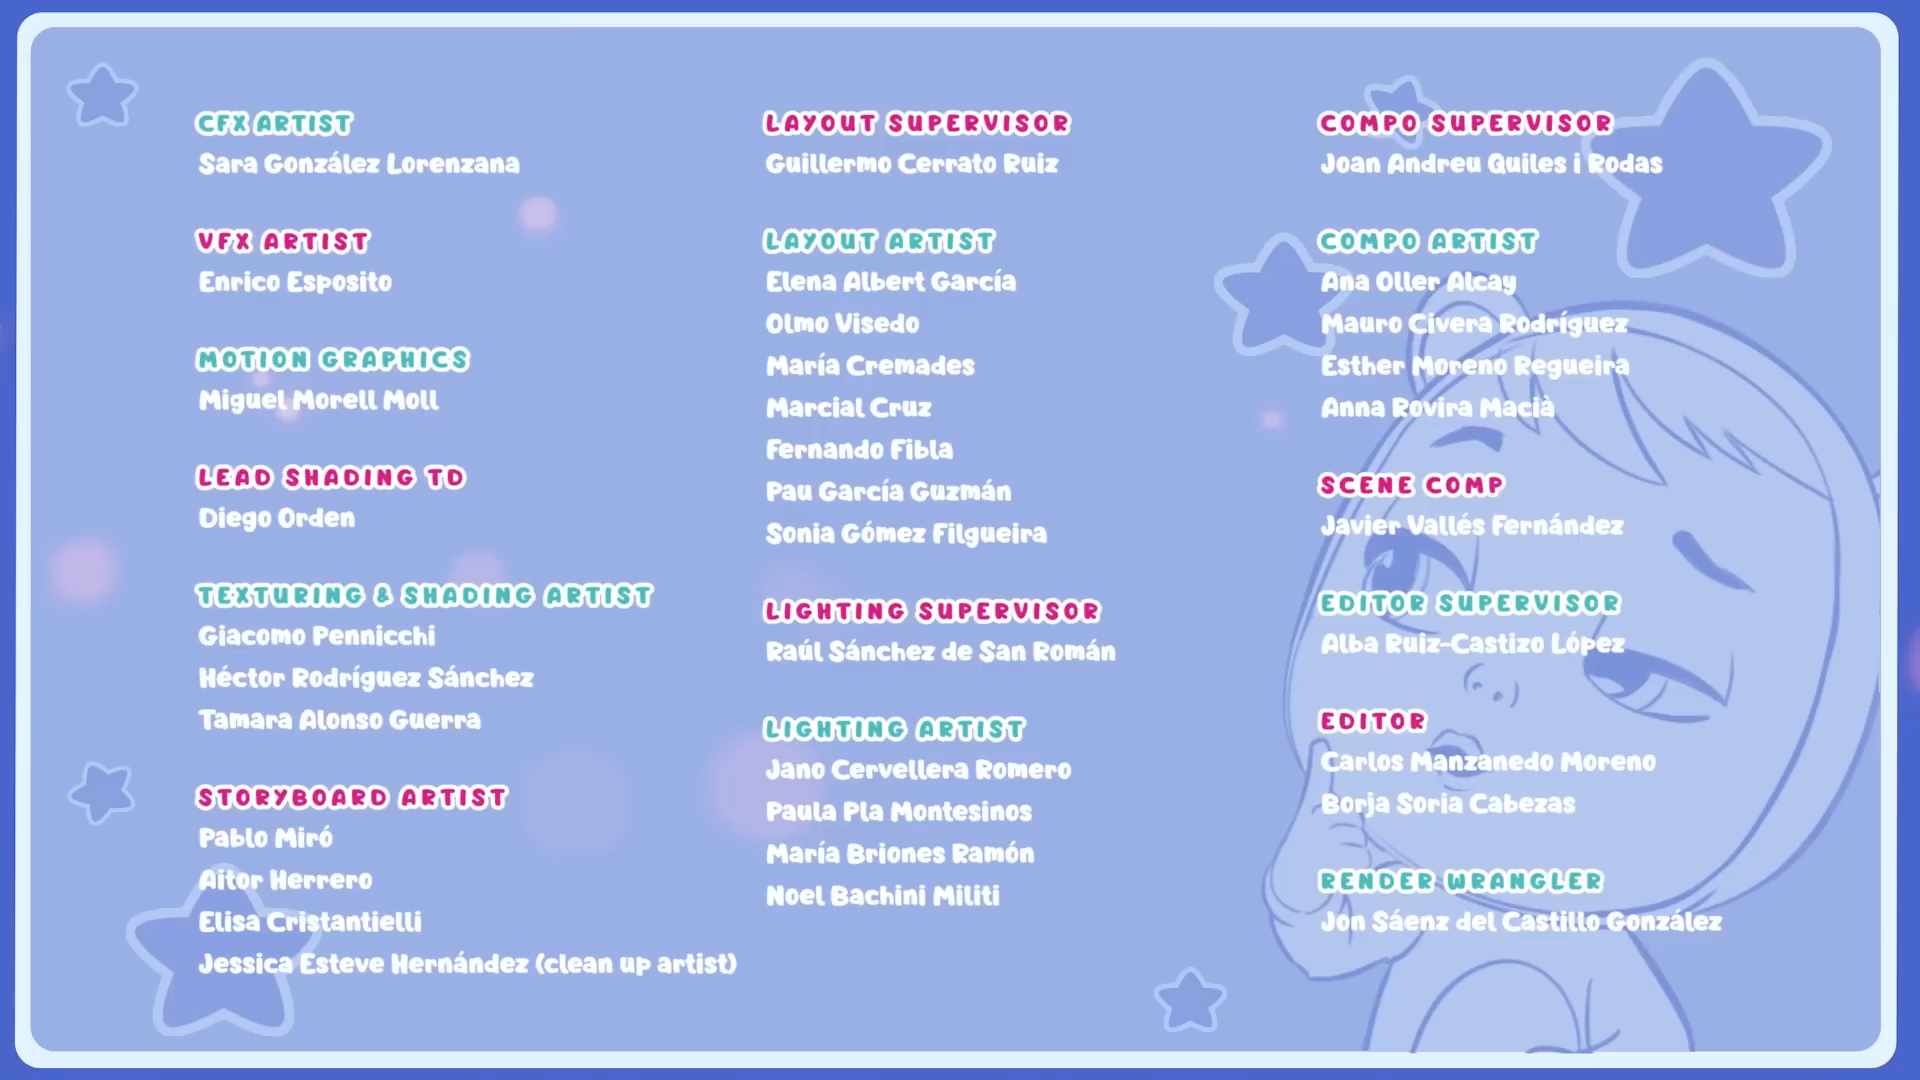 CFX ARTIST
Sara González Lorenzana
VFX ARTIST
Enrico Esposito
MOTION GRAPHICS
Miguel Morell Moll
LEAD SHADING TD
Diego Orden
TEXTURING & SHADING ARTIST
Giacomo Pennicchi
Héctor Rodríguez Sánchez
Tamara Alonso Guerra
STORYBOARD ARTIST
Pablo Miró
Aitor Herrero
Elisa Cristantielli
Jessica Esteve Hernández (clean up artist)
LAYOUT SUPERVISOR
Guillermo Cerrato Ruiz
LAYOUT ARTIST
Elena Albert García
Olmo Visedo
María Cremades
Marcial Cruz
Fernando Fibla
Pau García Guzmán
Sonia Gómez Filgueira
LIGHTING SUPERVISOR
Raúl Sánchez de San Román
LIGHTING ARTIST
Jano Cervellera Romero
Paula Pla Montesinos
María Briones Ramón
Noel Bachini Militi
COMPO SUPERVISOR
Joan Andreu Quiles i Rodas
COMPO ARTIST
Ana Oller Alcay
Mauro Civera Rodríguez
Esther Moreno Regueira
Anna Rovira Macià
SCENE COMP
Javier Vallés Fernández
EDITOR SUPERVISOR
Alba Ruiz-Castizo López
EDITOR
Carlos Manzanedo Moreno
Borja Soria Cabezas
RENDER WRANGLER
Jon Sáenz del Castillo González